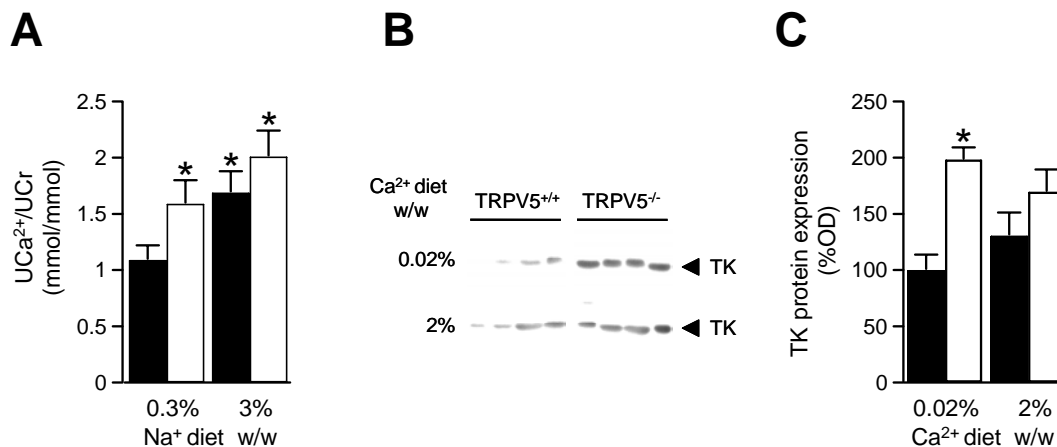 A
UCa²⁺/UCr
(mmol/mmol)
2.5
2
1.5
1
0.5
0
*
*
*
0.3%
3%
Na⁺ diet w/w
B
Ca²⁺ diet
w/w
TRPV5⁺/⁺ TRPV5⁻/⁻
0.02% TK
2% TK
C
TK protein expression
(%OD)
250
200
150
100
50
0
*
0.02%
2%
Ca²⁺ diet w/w